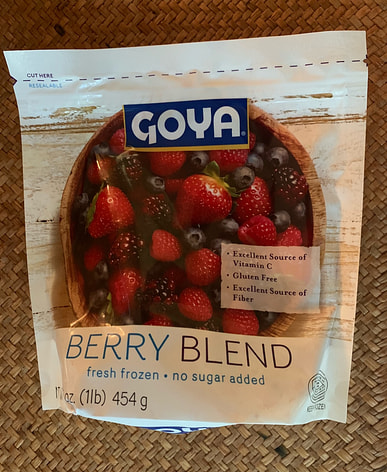 CUT HERE
RESEALABLE
GOYA®
• Excellent Source of
Vitamin C
• Gluten Free
• Excellent Source of
Fiber
BERRY BLEND
fresh frozen • no sugar added
oz. (1lb) 454 g